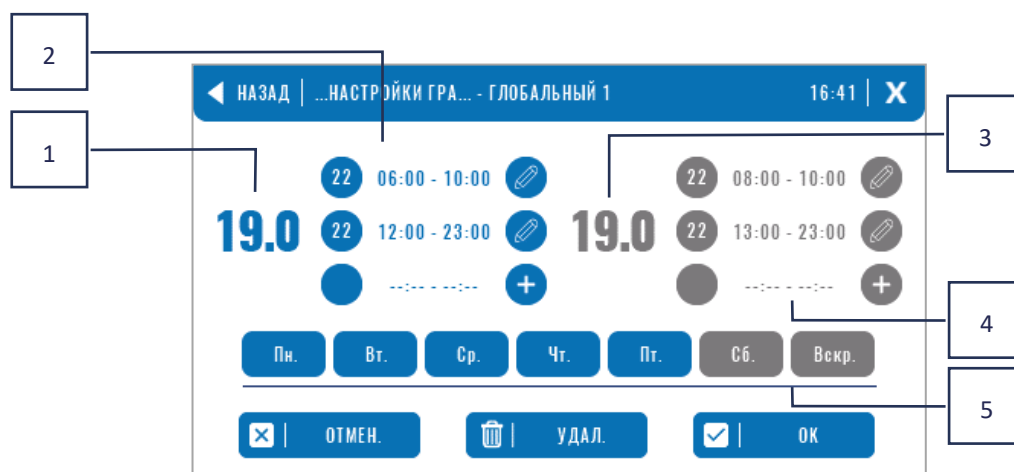 2
НАЗАД ...НАСТРОЙКИ ГРА... - ГЛОБАЛЬНЫЙ 1 16:41 X
1
3
22 06:00 - 10:00
22 08:00 - 10:00
19.0 22 12:00 - 23:00
19.0 22 13:00 - 23:00
--:-- - --:-- +
--:-- - --:-- +
4
Пн. Вт. Ср. Чт. Пт. Сб. Вскр.
5
ОТМЕН. УДАЛ. ОК